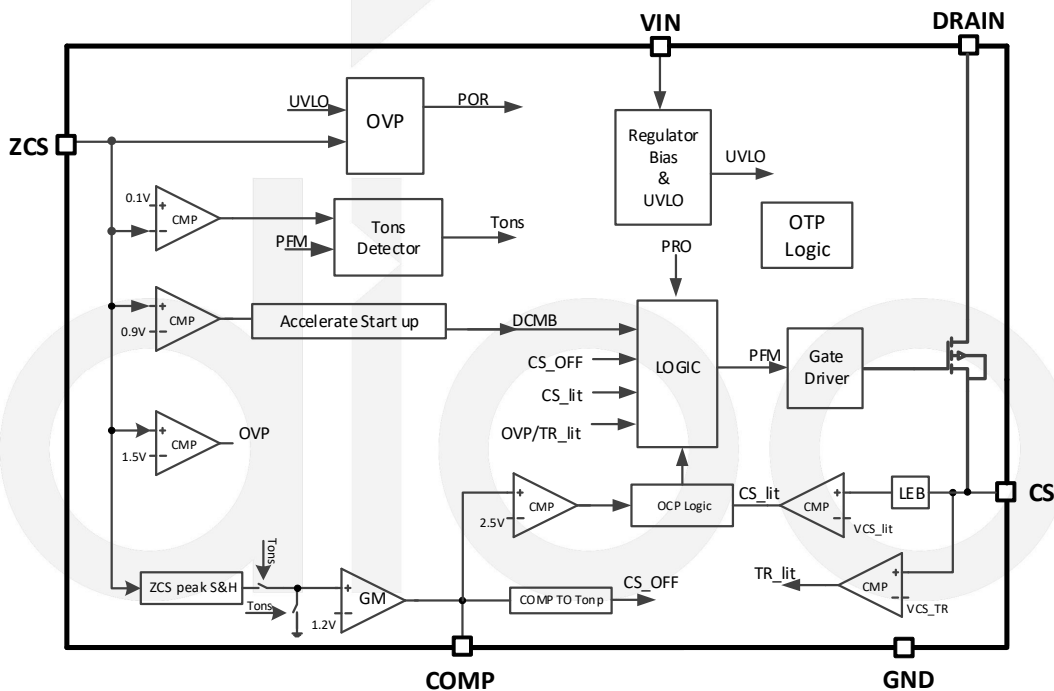 VIN
DRAIN
UVLO
POR
OVP
ZCS
Regulator
Bias
&
UVLO
UVLO
0.1V
+
CMP
−
Tons
Detector
Tons
PFM
OTP
Logic
PRO
+
0.9V
−
CMP
Accelerate Start up
DCMB
CS_OFF
CS_lit
OVP/TR_lit
LOGIC
PFM
Gate
Driver
+
1.5V
−
CMP
OVP
+
2.5V
−
CMP
OCP Logic
CS_lit
+
CMP
−
VCS_lit
LEB
CS
Tons
ZCS peak S&H
Tons
+
GM
1.2V
−
COMP TO Tonp
CS_OFF
TR_lit
+
CMP
−
VCS_TR
COMP
GND
dioo